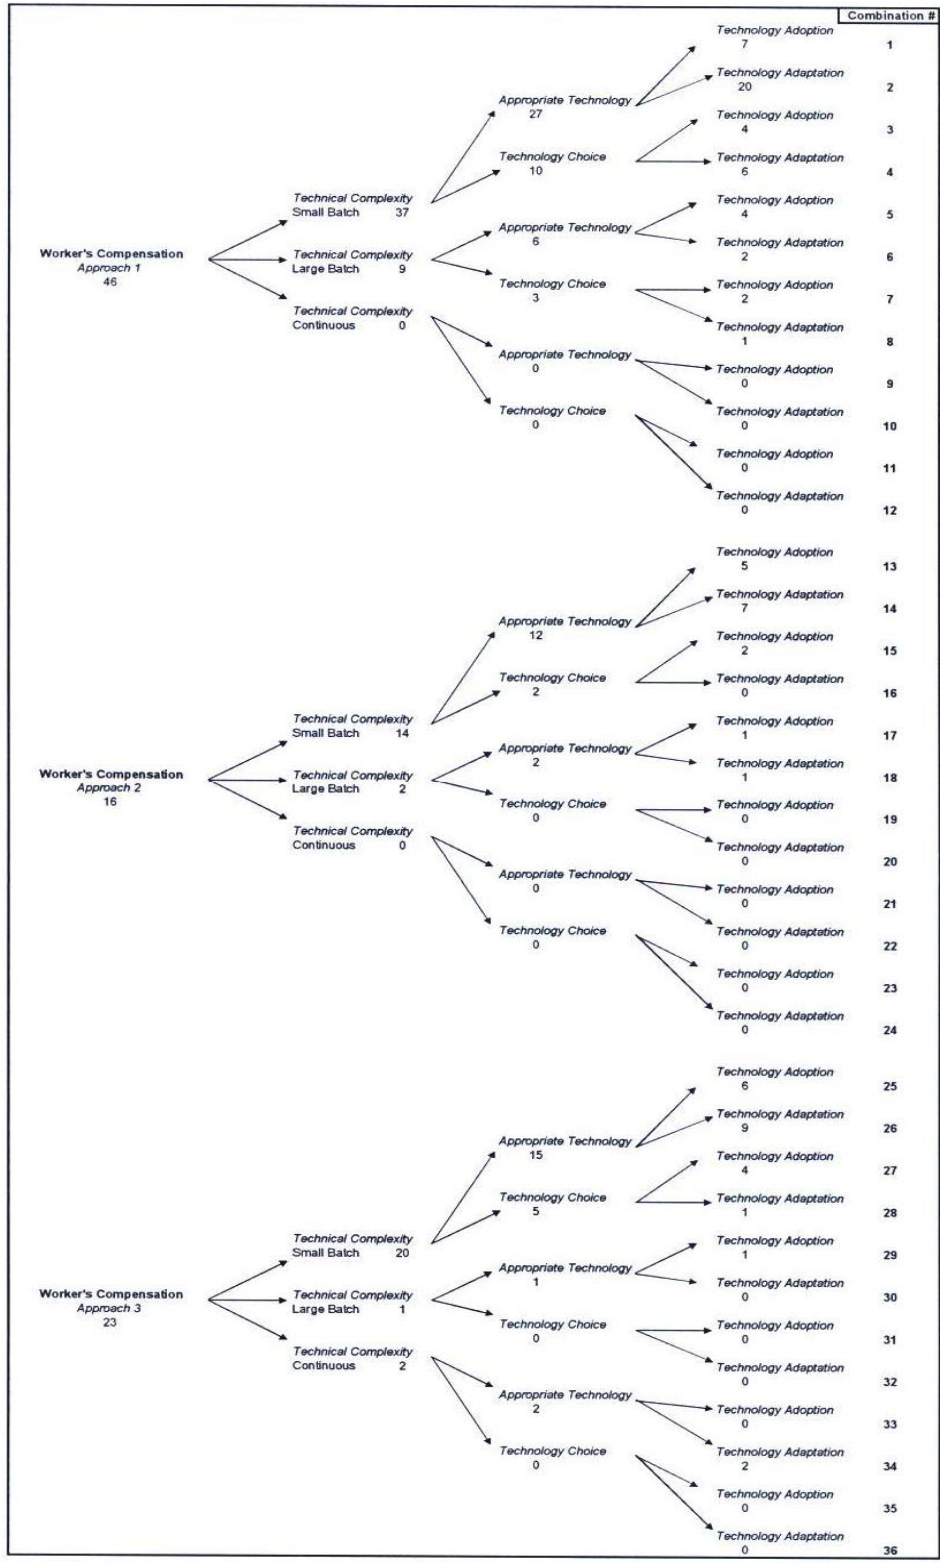 Combination #
Technology Adoption
7 1
Technology Adaptation
20 2
Appropriate Technology
27
Technology Adoption
4 3
Technology Choice
10
Technology Adaptation
6 4
Technical Complexity
Small Batch 37
Technology Adoption
4 5
Appropriate Technology
6
Technology Adaptation
2 6
Worker's Compensation
Approach 1
46
Technical Complexity
Large Batch 9
Technology Choice
3
Technology Adoption
2 7
Technical Complexity
Continuous 0
Technology Adaptation
1 8
Appropriate Technology
0
Technology Adoption
0 9
Technology Choice
0
Technology Adaptation
0 10
Technology Adoption
0 11
Technology Adaptation
0 12
Technology Adoption
5 13
Technology Adaptation
7 14
Appropriate Technology
12
Technology Adoption
2 15
Technology Choice
2
Technology Adaptation
0 16
Technical Complexity
Small Batch 14
Technology Adoption
1 17
Appropriate Technology
2
Technology Adaptation
1 18
Worker's Compensation
Approach 2
16
Technical Complexity
Large Batch 2
Technology Choice
0
Technology Adoption
0 19
Technical Complexity
Continuous 0
Technology Adaptation
0 20
Appropriate Technology
0
Technology Adoption
0 21
Technology Choice
0
Technology Adaptation
0 22
Technology Adoption
0 23
Technology Adaptation
0 24
Technology Adoption
6 25
Technology Adaptation
9 26
Appropriate Technology
15
Technology Adoption
4 27
Technology Choice
5
Technology Adaptation
1 28
Technical Complexity
Small Batch 20
Technology Adoption
1 29
Appropriate Technology
1
Technology Adaptation
0 30
Worker's Compensation
Approach 3
23
Technical Complexity
Large Batch 1
Technology Choice
0
Technology Adoption
0 31
Technical Complexity
Continuous 2
Technology Adaptation
0 32
Appropriate Technology
2
Technology Adoption
0 33
Technology Choice
0
Technology Adaptation
2 34
Technology Adoption
0 35
Technology Adaptation
0 36